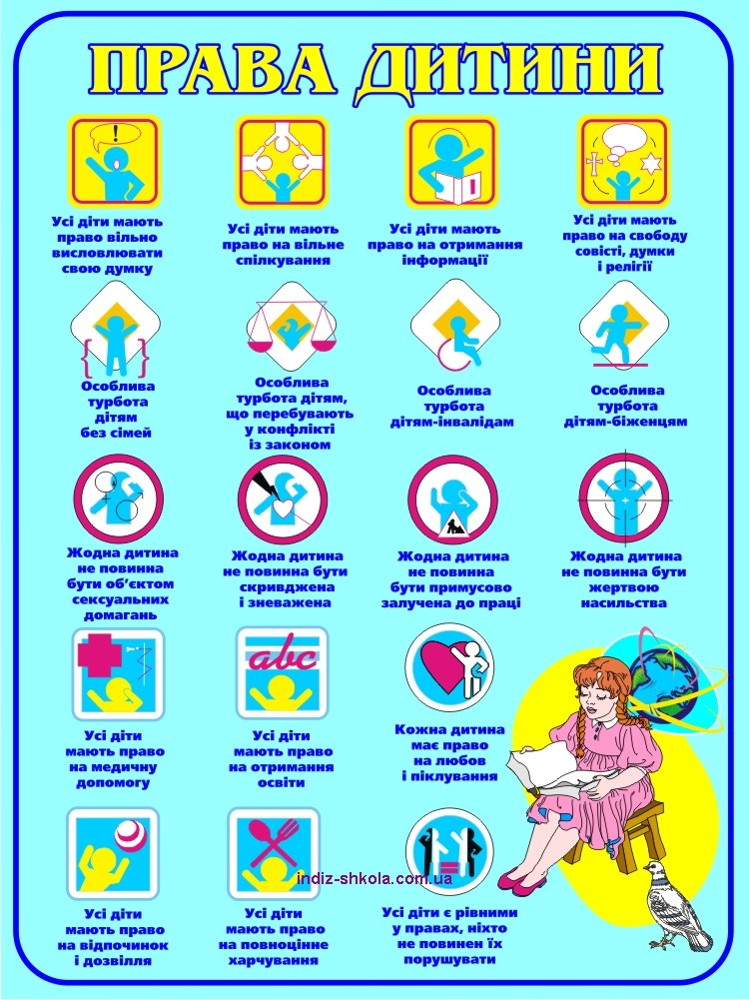 ПРАВА ДИТИНИ
!
Усі діти мають
право вільно
висловлювати
свою думку
Усі діти мають
право на вільне
спілкування
Усі діти мають
право на отримання
інформації
Усі діти мають
право на свободу
совісті, думки
і релігії
Особлива
турбота
дітям
без сімей
Особлива
турбота дітям,
що перебувають
у конфлікті
із законом
Особлива
турбота
дітям-інвалідам
Особлива
турбота
дітям-біженцям
Жодна дитина
не повинна
бути об’єктом
сексуальних
домагань
Жодна дитина
не повинна бути
скривджена
і зневажена
Жодна дитина
не повинна
бути примусово
залучена до праці
Жодна дитина
не повинна бути
жертвою
насильства
Усі діти
мають право
на медичну
допомогу
abc
Усі діти
мають право
на отримання
освіти
Кожна дитина
має право
на любов
і піклування
Усі діти
мають право
на відпочинок
і дозвілля
indiz-shkola.com.ua
Усі діти
мають право
на повноцінне
харчування
Усі діти є рівними
у правах, ніхто
не повинен їх
порушувати